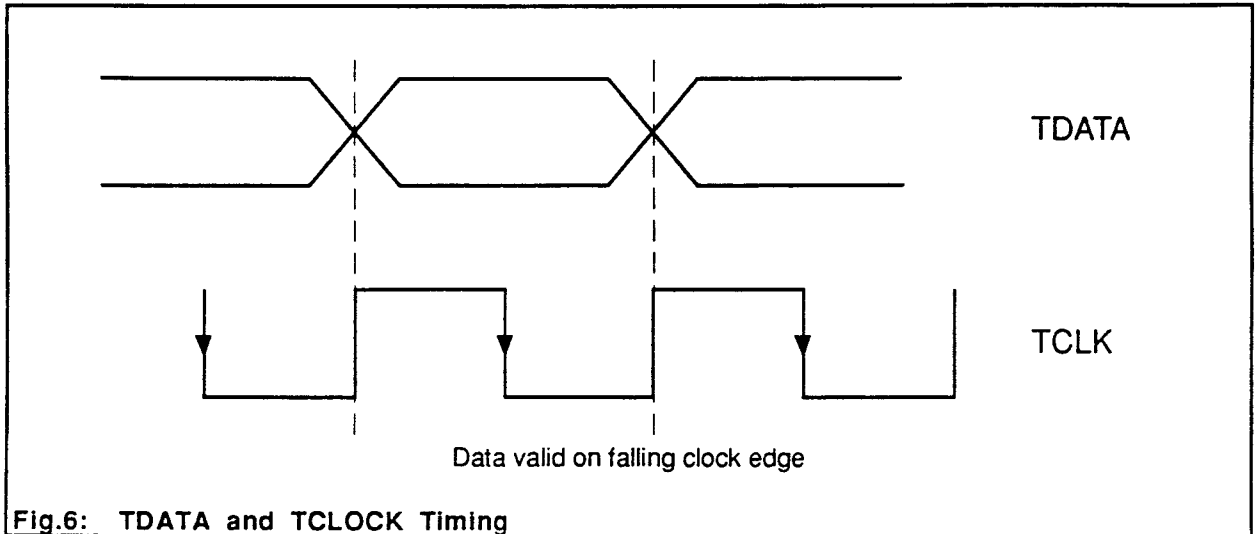 TDATA
TCLK
Data valid on falling clock edge
Fig.6: TDATA and TCLOCK Timing